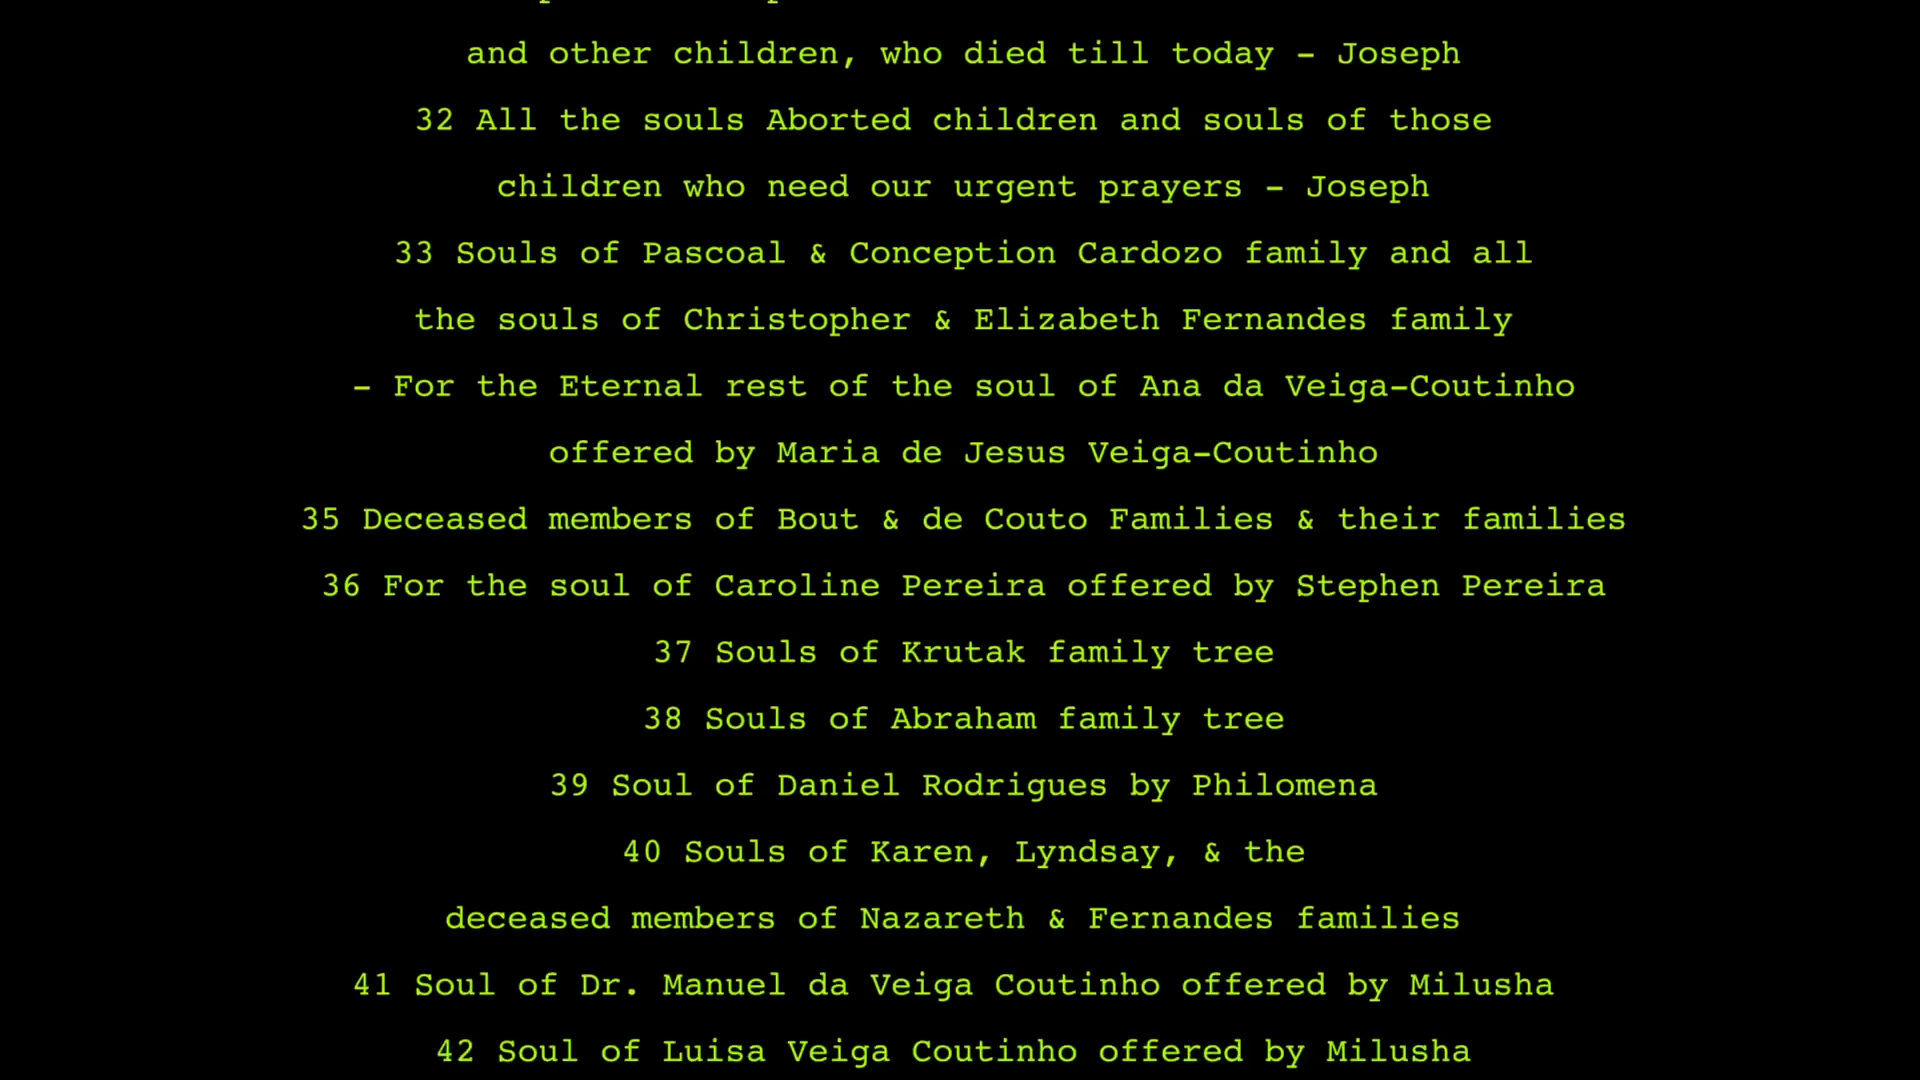 and other children, who died till today - Joseph
32 All the souls Aborted children and souls of those
children who need our urgent prayers - Joseph
33 Souls of Pascoal & Conception Cardozo family and all
the souls of Christopher & Elizabeth Fernandes family
- For the Eternal rest of the soul of Ana da Veiga-Coutinho
offered by Maria de Jesus Veiga-Coutinho
35 Deceased members of Bout & de Couto Families & their families
36 For the soul of Caroline Pereira offered by Stephen Pereira
37 Souls of Krutak family tree
38 Souls of Abraham family tree
39 Soul of Daniel Rodrigues by Philomena
40 Souls of Karen, Lyndsay, & the
deceased members of Nazareth & Fernandes families
41 Soul of Dr. Manuel da Veiga Coutinho offered by Milusha
42 Soul of Luisa Veiga Coutinho offered by Milusha